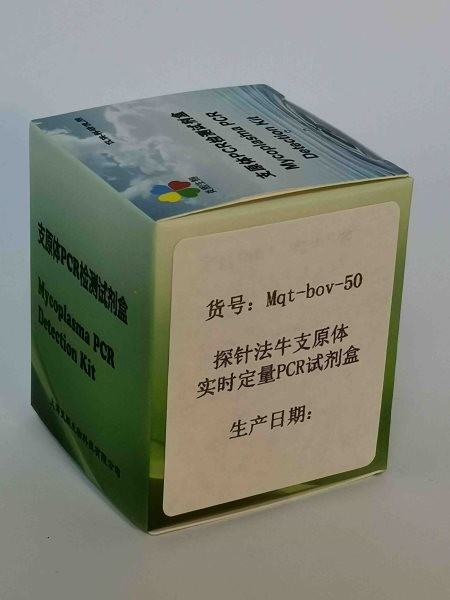 支原体PCR检测试剂盒
Mycoplasma PCR
Detection Kit
支原体PCR检测试剂盒
Mycoplasma PCR
Detection Kit
货号：Mqt-bov-50
探针法牛支原体
实时定量PCR试剂盒
生产日期：